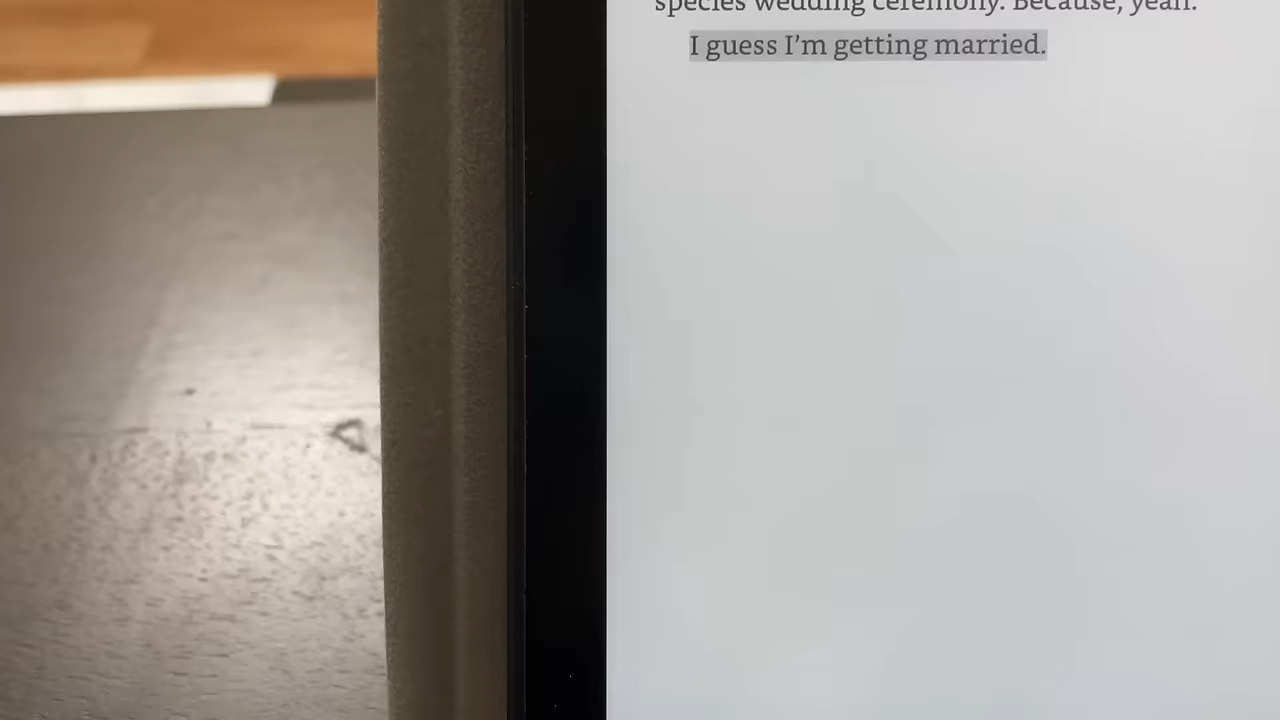 species wedding ceremony. Because, yeah.
I guess I'm getting married.